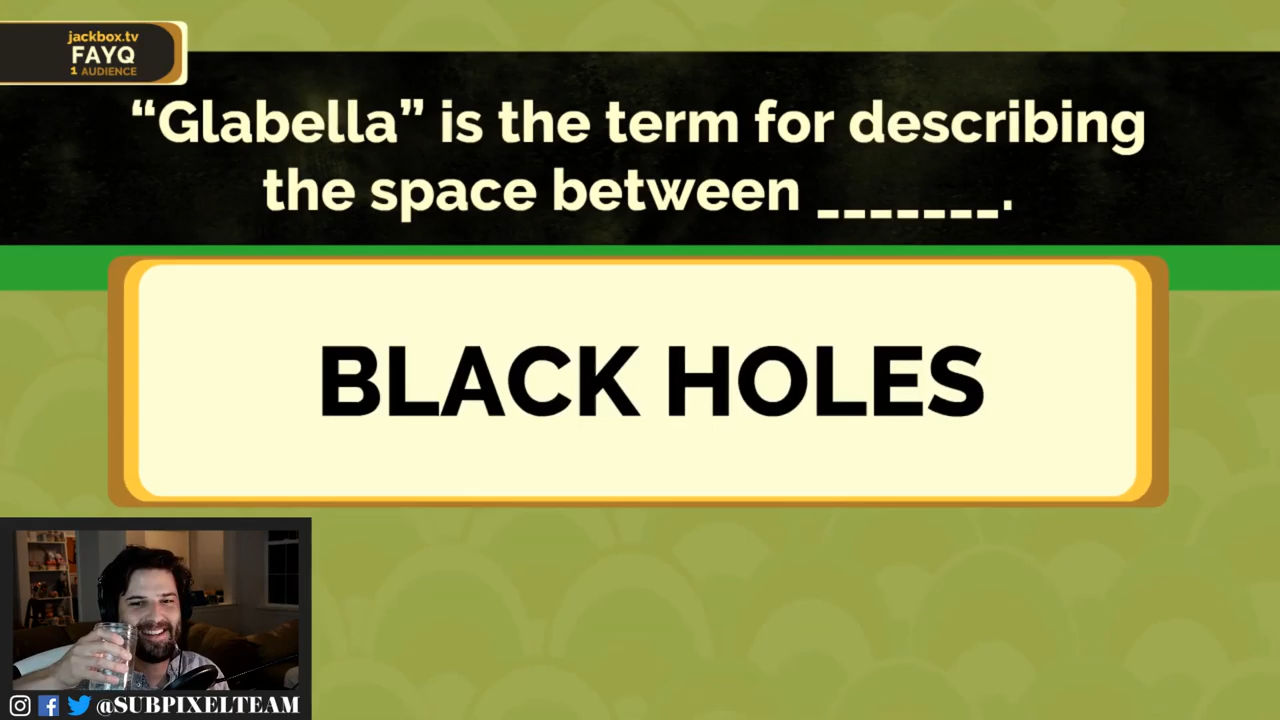 jackbox.tv
FAYQ
1 AUDIENCE
“Glabella” is the term for describing
the space between _______.
BLACK HOLES
@SUBPIXELTEAM